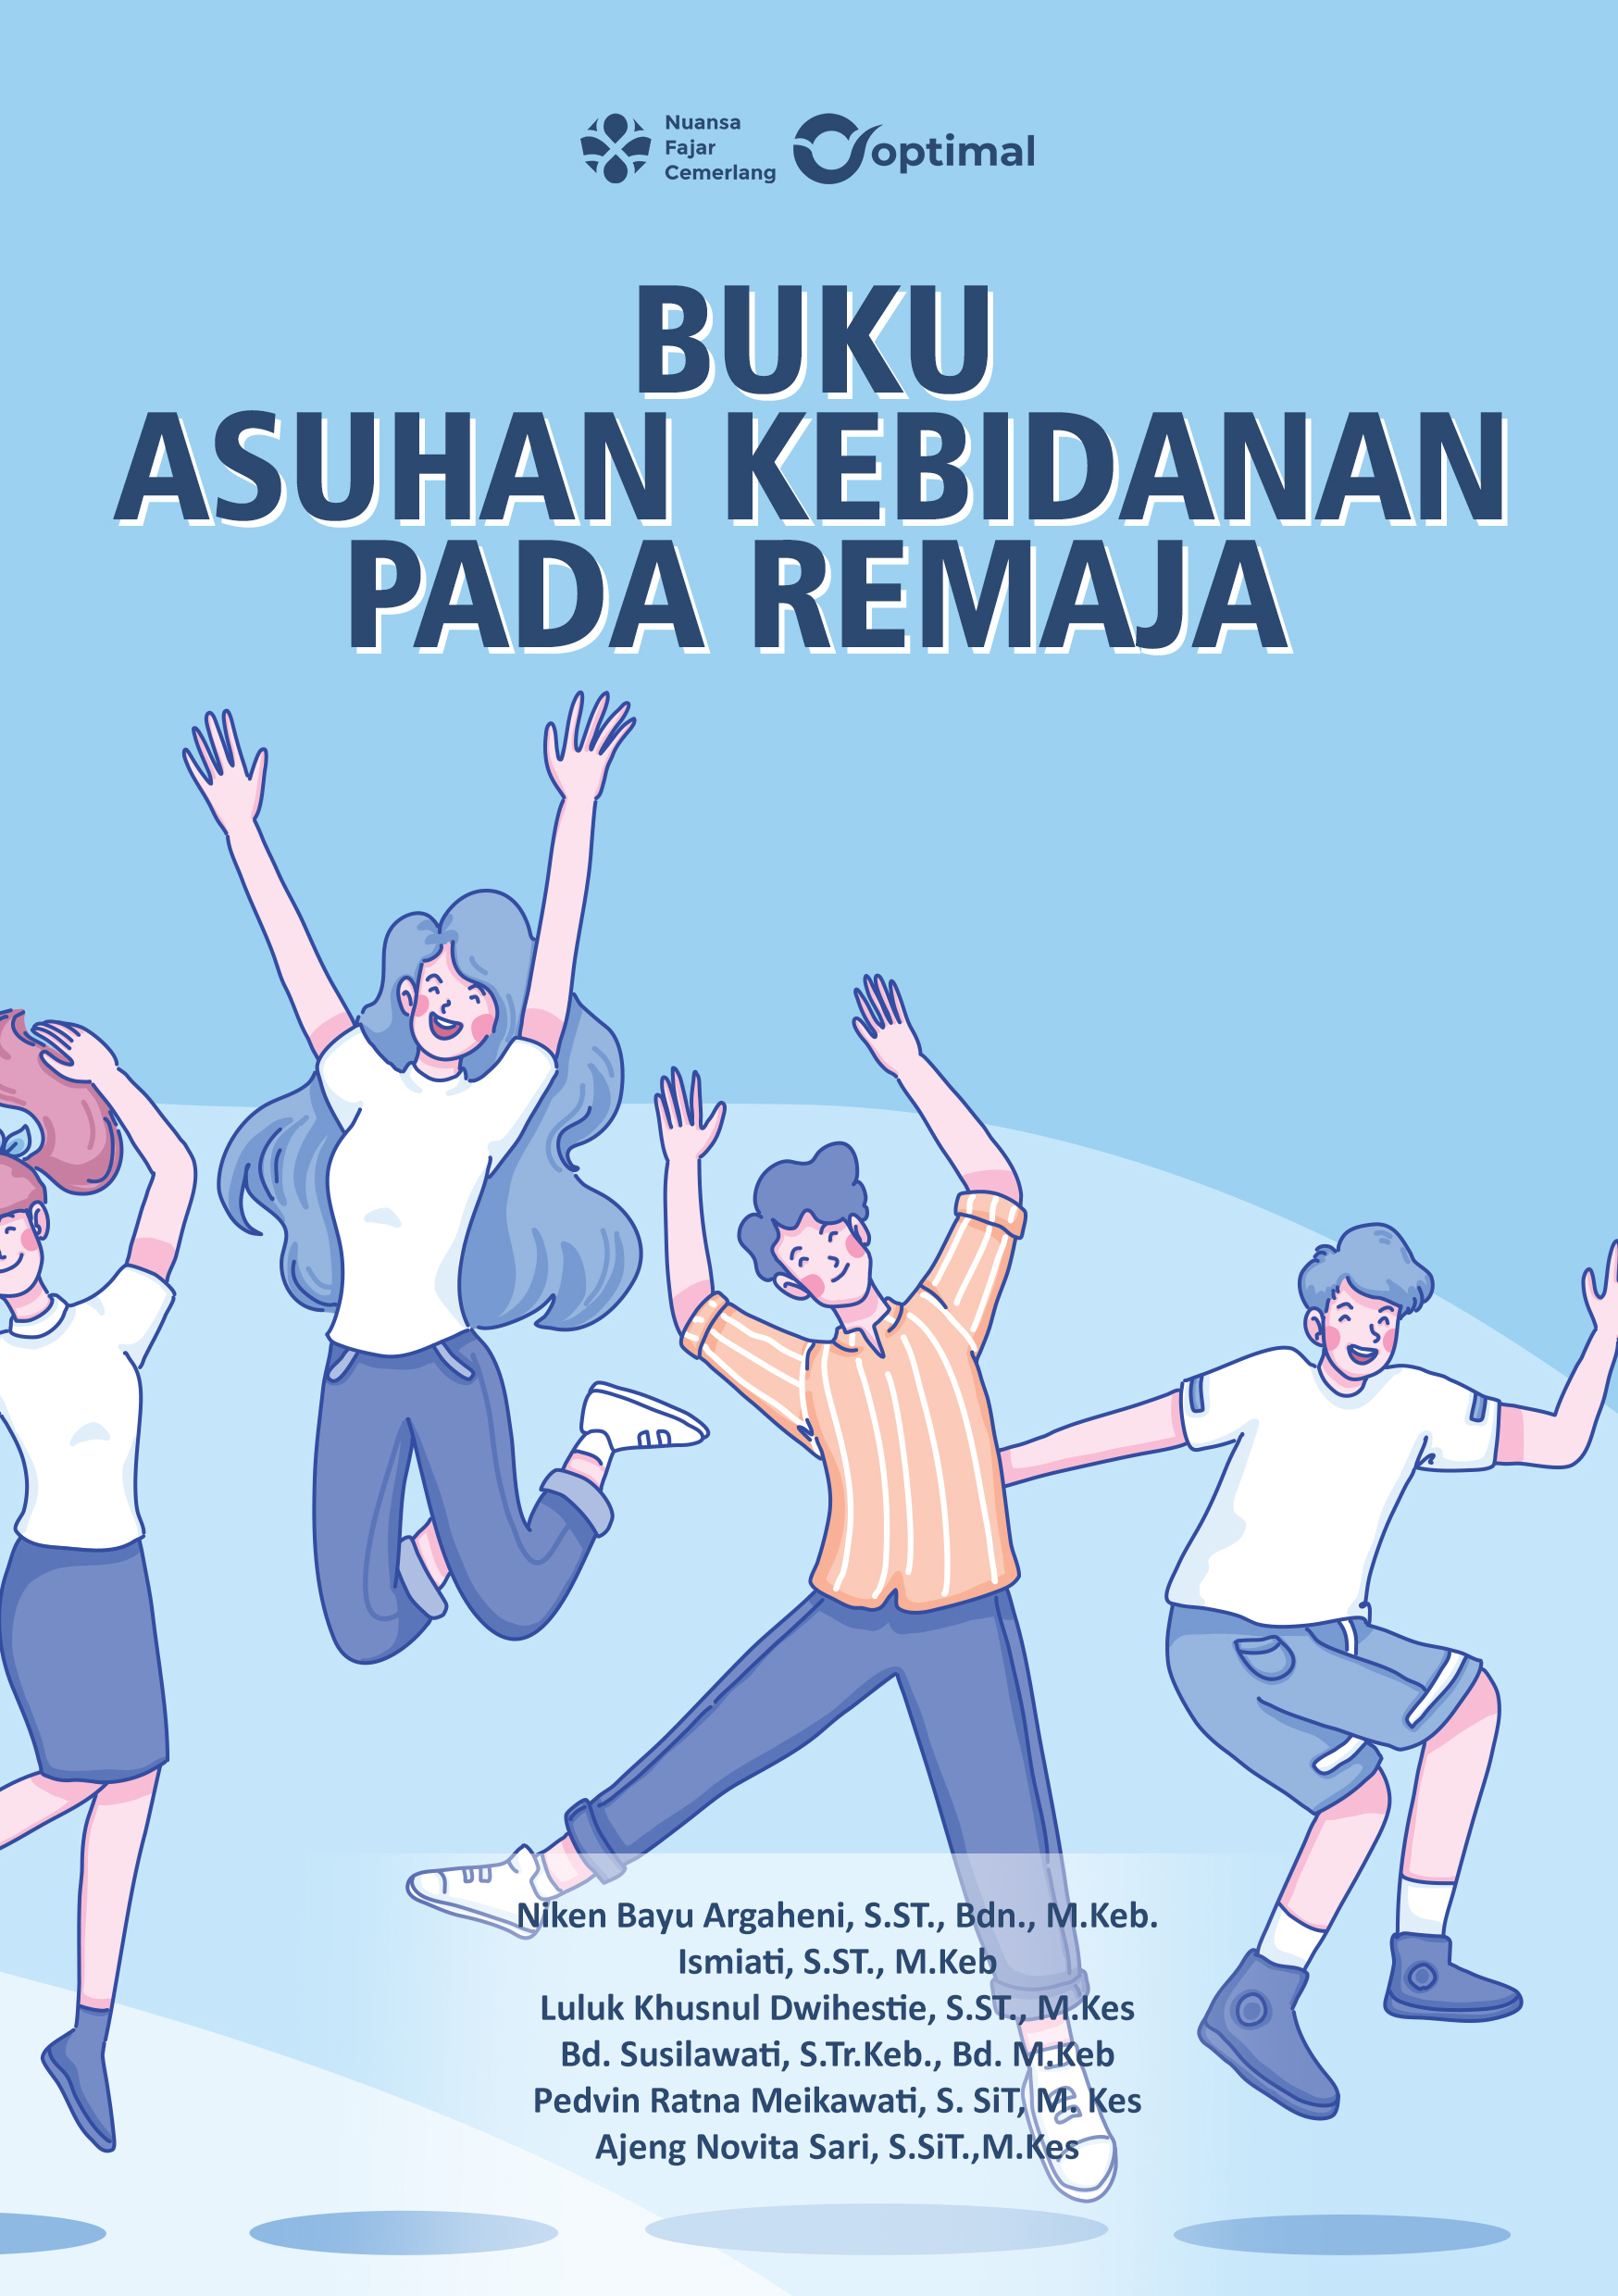 Nuansa
Fajar
Cemerlang
optimal
BUKU
ASUHAN KEBIDANAN
PADA REMAJA
Niken Bayu Argaheni, S.ST., Bdn., M.Keb.
Ismiati, S.ST., M.Keb
Luluk Khusnul Dwihestie, S.ST., M.Kes
Bd. Susilawati, S.Tr.Keb., Bd. M.Keb
Pedvin Ratna Meikawati, S. SiT, M. Kes
Ajeng Novita Sari, S.SiT.,M.Kes